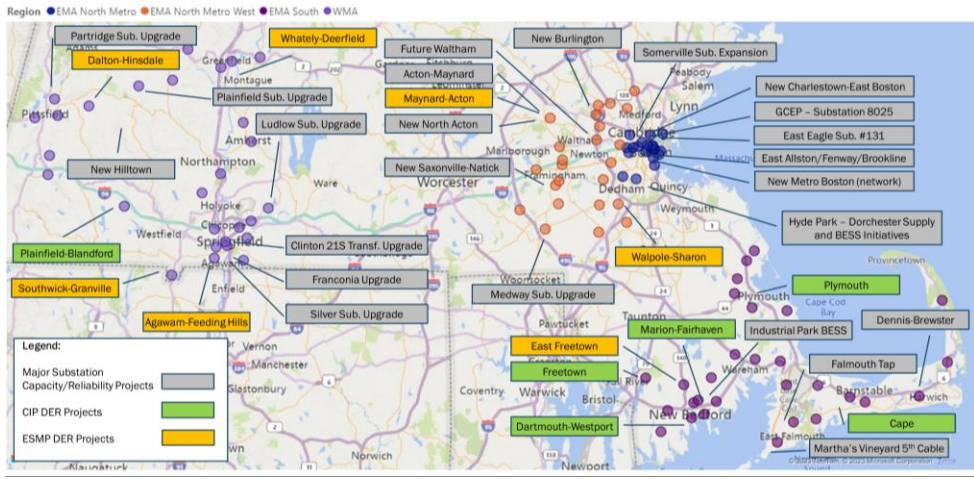 Region EMA North Metro EMA North Metro West EMA South WMA
Partridge Sub. Upgrade
Dalton-Hinsdale
Whately-Deerfield
Plainfield Sub. Upgrade
Ludlow Sub. Upgrade
New Hilltown
Plainfield-Blandford
Southwick-Granville
Agawam-Feeding Hills
Clinton 21S Transf. Upgrade
Franconia Upgrade
Silver Sub. Upgrade
Future Waltham
Acton-Maynard
Maynard-Acton
New North Acton
New Saxonville-Natick
New Burlington
Somerville Sub. Expansion
New Charlestown-East Boston
GCEP – Substation 8025
East Eagle Sub. #131
East Allston/Fenway/Brookline
New Metro Boston (network)
Hyde Park – Dorchester Supply
and BESS Initiatives
Walpole-Sharon
Medway Sub. Upgrade
Plymouth
Marion-Fairhaven
Industrial Park BESS
Dennis-Brewster
East Freetown
Freetown
Falmouth Tap
Dartmouth-Westport
Cape
Martha's Vineyard 5th Cable
Legend:
Major Substation
Capacity/Reliability Projects
CIP DER Projects
ESMP DER Projects
Adams
Greenfield
Montague
Pittsfield
Amherst
Northampton
Ware
Holyoke
Westfield
Chicopee
Springfield
Agawam
Enfield
Vernon
Manchester
Glastonbury
Naugatuck
Norwich
Fitchburg
Worcester
Marlborough
Framingham
Waltham
Newton
Medford
Cambridge
Peabody
Salem
Lynn
Dedham
Quincy
Weymouth
Woonsocket
Pawtucket
Taunton
Coventry
Warwick
Bristol
Fall River
New Bedford
Newport
Plymouth
Cape Cod
Bay
Provincetown
Wareham
Barnstable
Harwich
East Falmouth